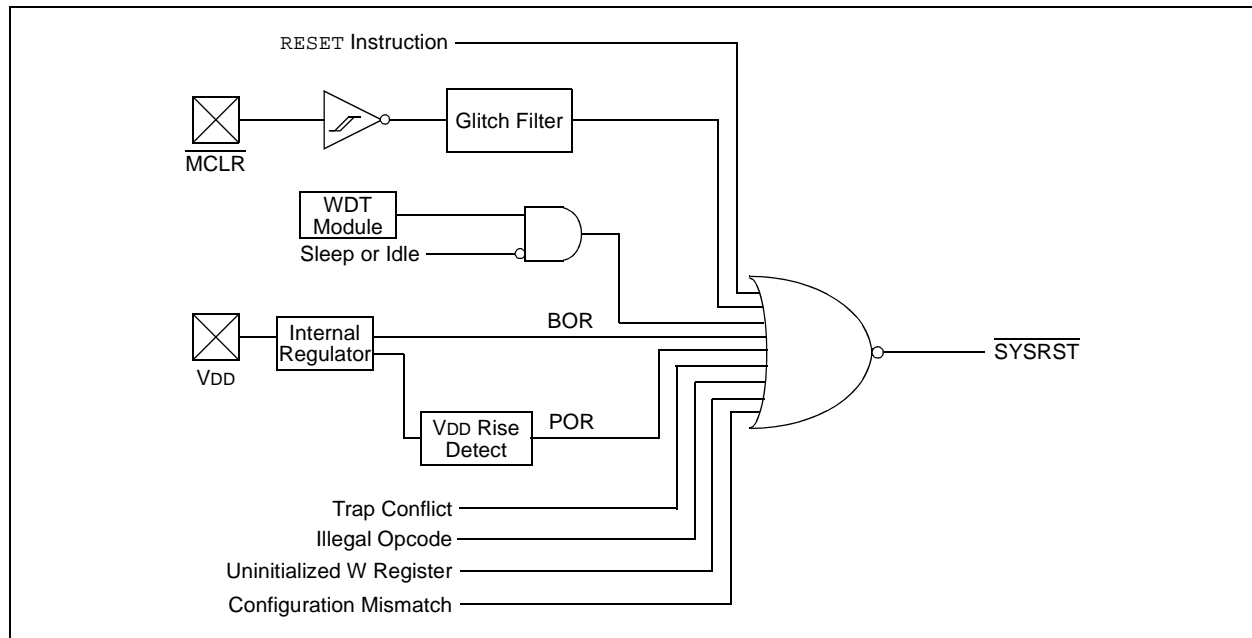 RESET Instruction
MCLR
Glitch Filter
WDT
Module
Sleep or Idle
VDD
Internal
Regulator
BOR
VDD Rise
Detect
POR
SYSRST
Trap Conflict
Illegal Opcode
Uninitialized W Register
Configuration Mismatch